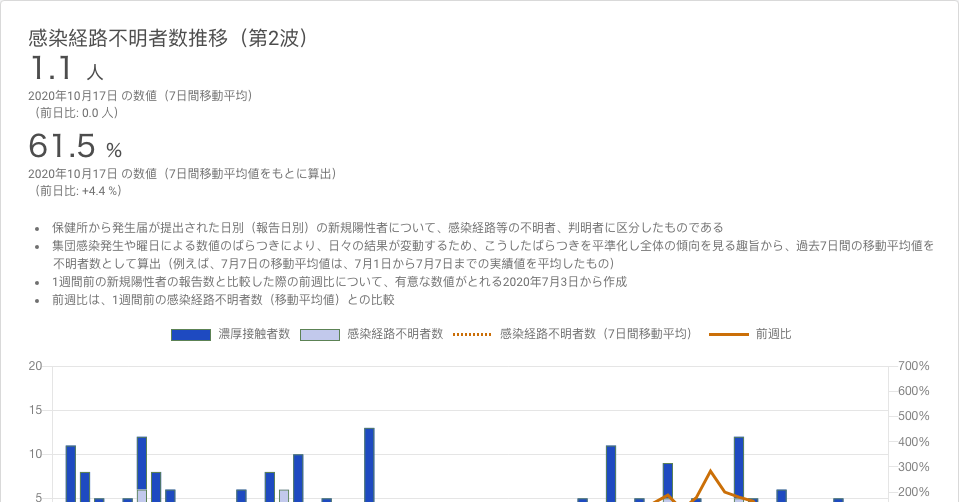 感染経路不明者数推移（第2波）
1.1 人
2020年10月17日 の数値（7日間移動平均）
（前日比: 0.0 人）
61.5 %
2020年10月17日 の数値（7日間移動平均値をもとに算出）
（前日比: +4.4 %）
保健所から発生届が提出された日別（報告日別）の新規陽性者について、感染経路等の不明者、判明者に区分したものである
集団感染発生や曜日による数値のばらつきにより、日々の結果が変動するため、こうしたばらつきを平準化し全体の傾向を見る趣旨から、過去7日間の移動平均値を
不明者数として算出（例えば、7月7日の移動平均値は、7月1日から7月7日までの実績値を平均したもの）
1週間前の新規陽性者の報告数と比較した際の前週比について、有意な数値がとれる2020年7月3日から作成
前週比は、1週間前の感染経路不明者数（移動平均値）との比較
濃厚接触者数 感染経路不明者数 感染経路不明者数（7日間移動平均） 前週比
20 700%
600%
15 500%
400%
10 300%
5 200%